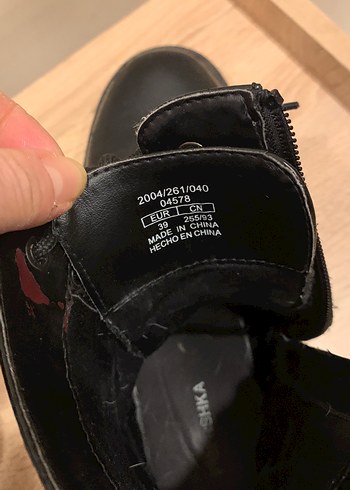 2004/261/040
04578
EUR CN
39 255/93
MADE IN CHINA
HECHO EN CHINA
SHKA